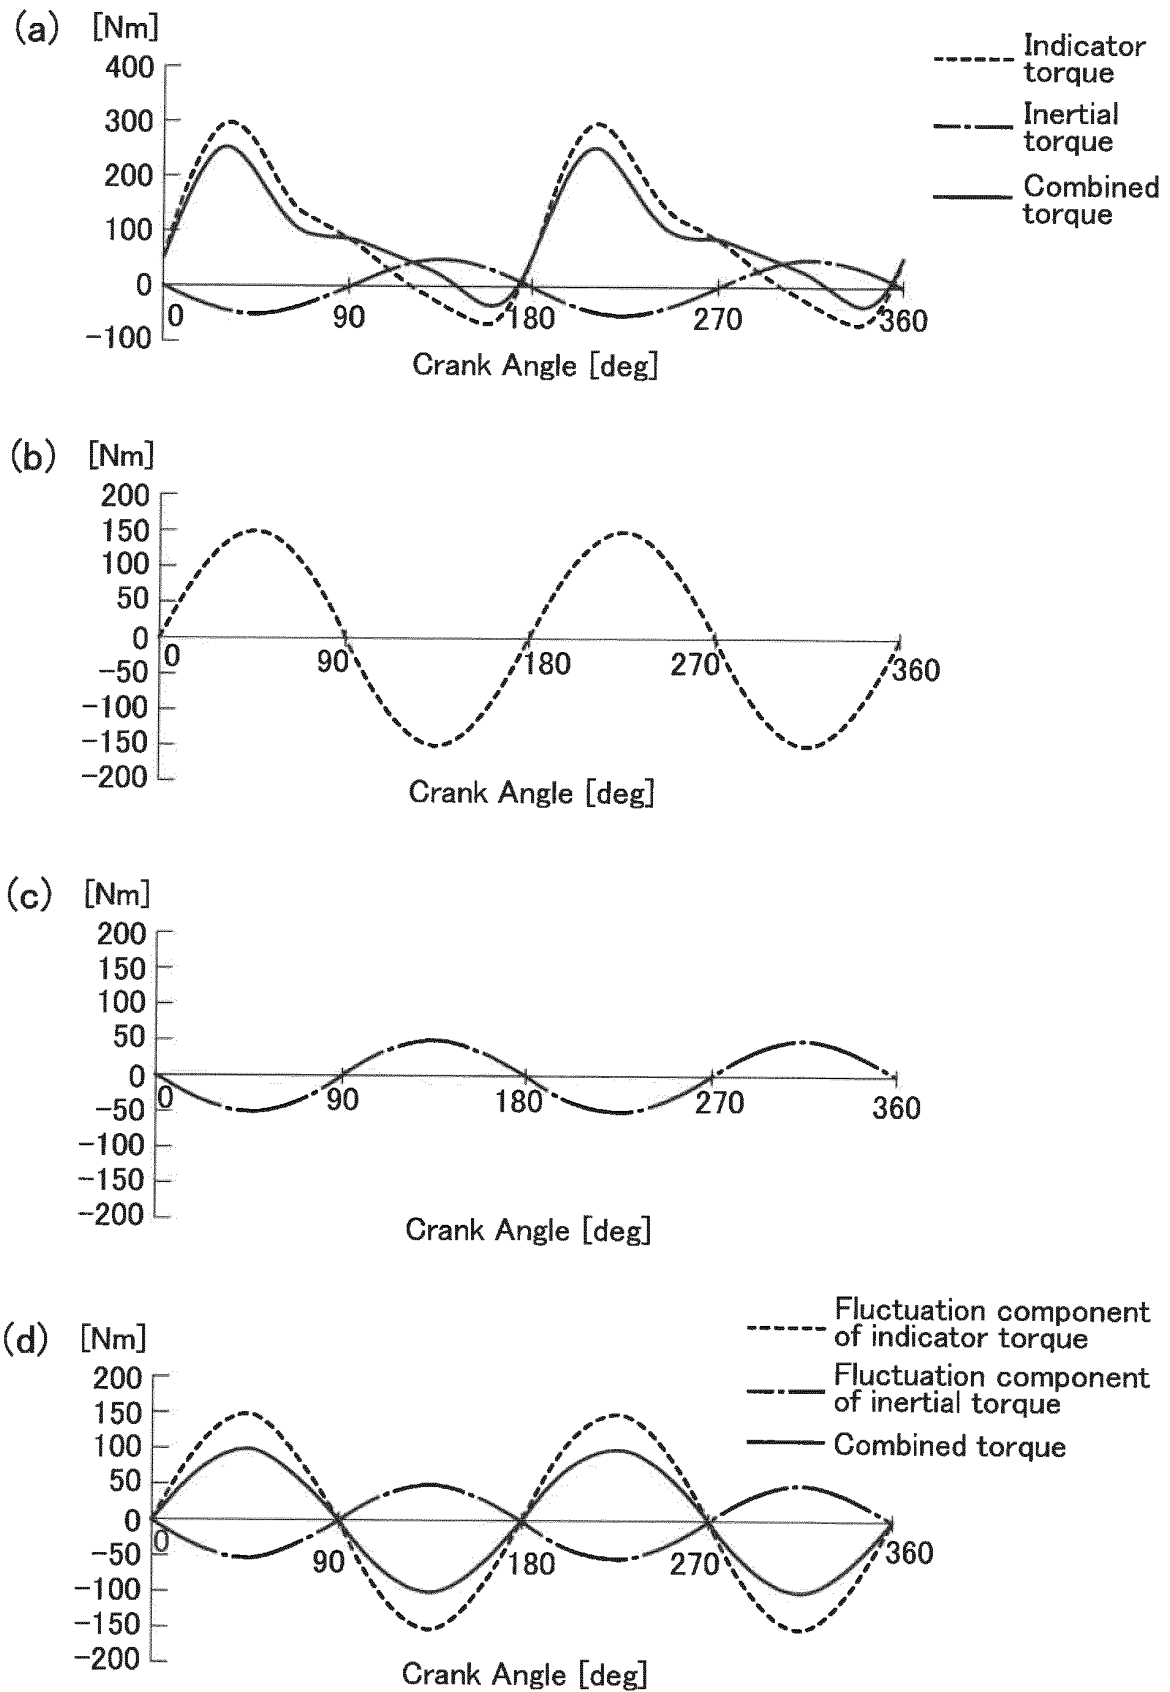 (a) [Nm]
400
300
200
100
0
-100
0 90 180 270 360
Crank Angle [deg]
Indicator
torque
Inertial
torque
Combined
torque
(b) [Nm]
200
150
100
50
0
-50
-100
-150
-200
0 90 180 270 360
Crank Angle [deg]
(c) [Nm]
200
150
100
50
0
-50
-100
-150
-200
0 90 180 270 360
Crank Angle [deg]
(d) [Nm]
200
150
100
50
0
-50
-100
-150
-200
0 90 180 270 360
Crank Angle [deg]
Fluctuation component
of indicator torque
Fluctuation component
of inertial torque
Combined torque